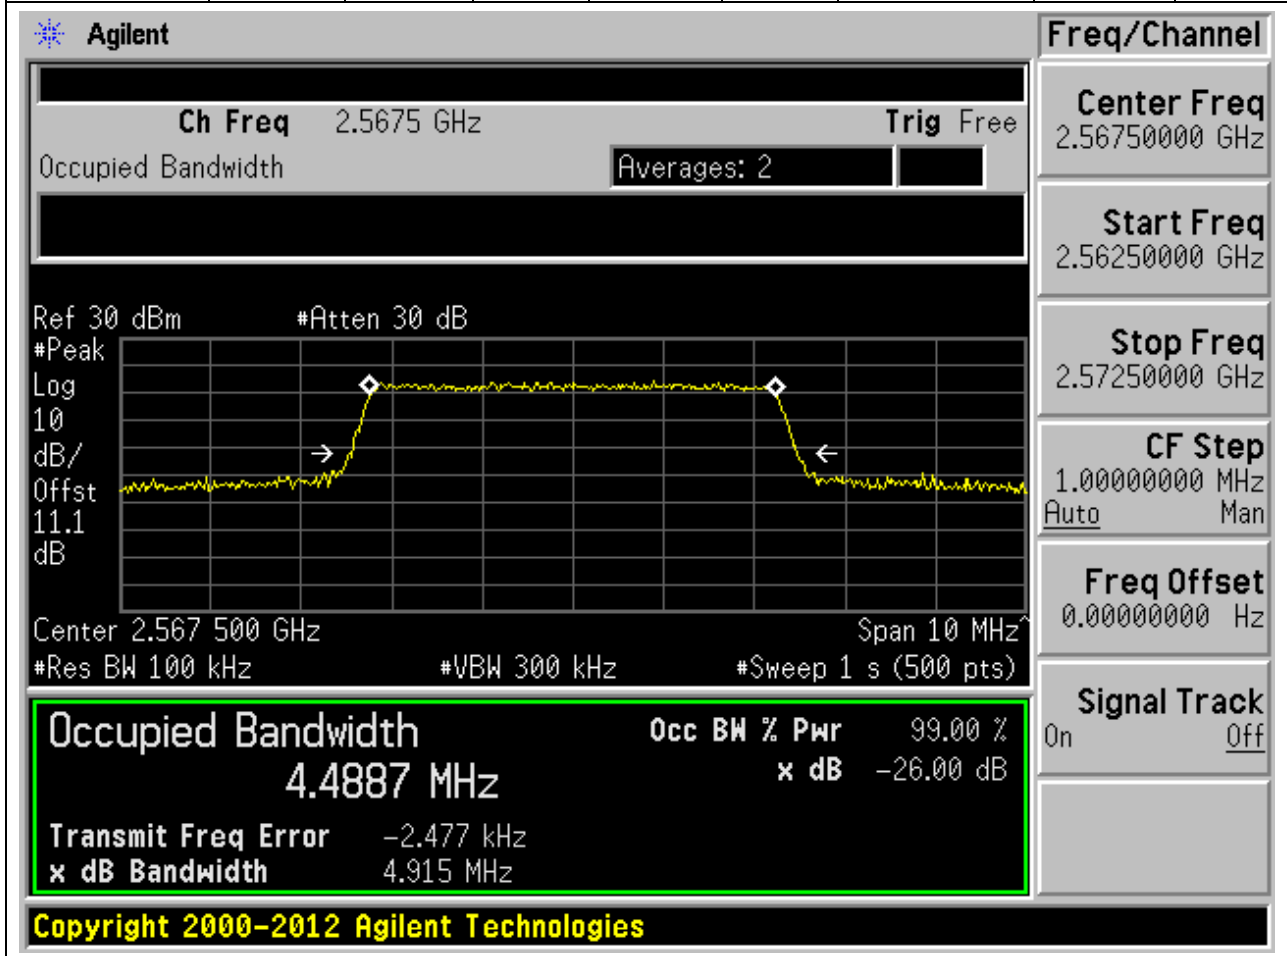 Agilent
Freq/Channel
Ch Freq 2.5675 GHz Trig Free
Occupied Bandwidth Averages: 2
Center Freq
2.56750000 GHz
Start Freq
2.56250000 GHz
Stop Freq
2.57250000 GHz
CF Step
1.00000000 MHz
Auto Man
Freq Offset
0.00000000 Hz
Signal Track
On Off
Ref 30 dBm #Atten 30 dB
#Peak
Log
10
dB/
Offst
11.1
dB
Center 2.567 500 GHz Span 10 MHz^
#Res BW 100 kHz #VBW 300 kHz #Sweep 1 s (500 pts)
Occupied Bandwidth Occ BW % Pwr 99.00 %
4.4887 MHz x dB -26.00 dB
Transmit Freq Error -2.477 kHz
x dB Bandwidth 4.915 MHz
Copyright 2000-2012 Agilent Technologies